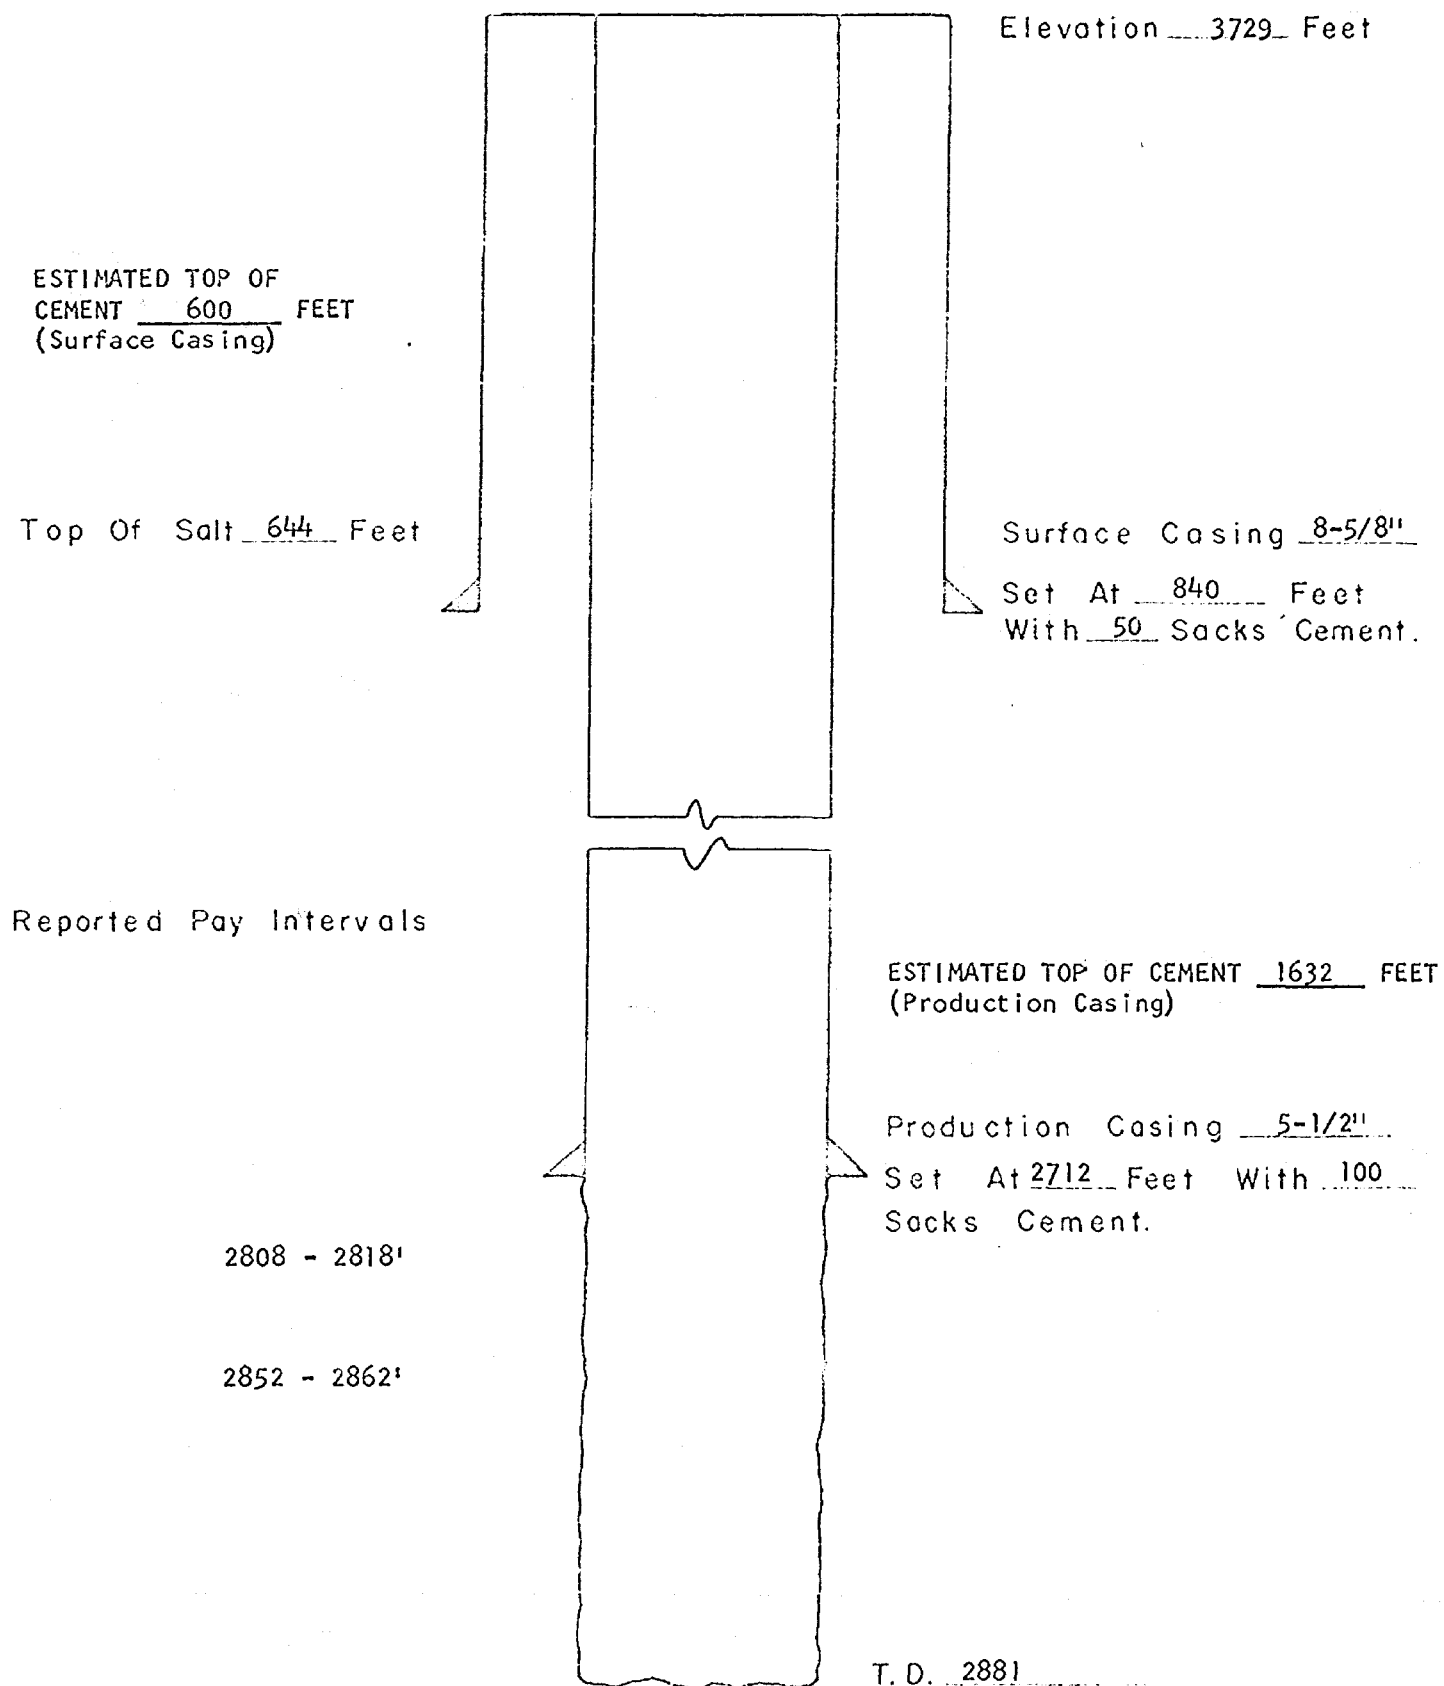 Elevation 3729 Feet
ESTIMATED TOP OF
CEMENT 600 FEET
(Surface Casing)
Top Of Salt 644 Feet
Surface Casing 8-5/8"
Set At 840 Feet
With 50 Sacks Cement.
Reported Pay Intervals
ESTIMATED TOP OF CEMENT 1632 FEET
(Production Casing)
Production Casing 5-1/2"
Set At 2712 Feet With 100
Sacks Cement.
2808 - 2818'
2852 - 2862'
T.D. 2881